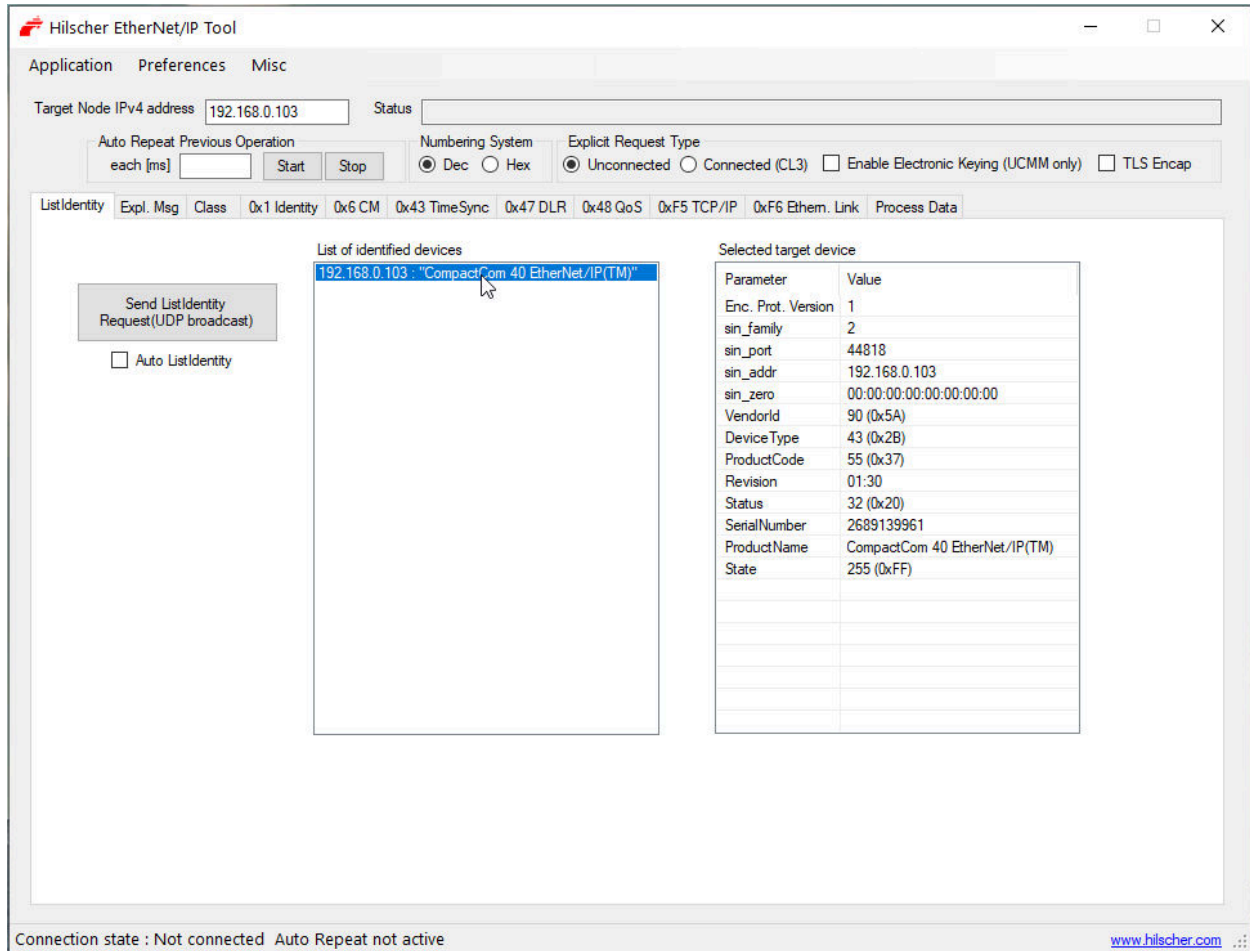 Hilscher EtherNet/IP Tool
Application Preferences Misc
Target Node IPv4 address 192.168.0.103 Status
Auto Repeat Previous Operation Numbering System Explicit Request Type
each [ms] Start Stop Dec Hex Unconnected Connected (CL3) Enable Electronic Keying (UCMM only) TLS Encap
ListIdentity Expl. Msg Class 0x1 Identity 0x6 CM 0x43 TimeSync 0x47 DLR 0x48 QoS 0xF5 TCP/IP 0xF6 Ethern. Link Process Data
List of identified devices Selected target device
192.168.0.103 : "CompactCom 40 EtherNet/IP(TM)"
Send ListIdentity
Request(UDP broadcast)
Auto ListIdentity
Parameter Value
Enc. Prot. Version 1
sin_family 2
sin_port 44818
sin_addr 192.168.0.103
sin_zero 00:00:00:00:00:00:00:00
VendorId 90 (0x5A)
DeviceType 43 (0x2B)
ProductCode 55 (0x37)
Revision 01:30
Status 32 (0x20)
SerialNumber 2689139961
ProductName CompactCom 40 EtherNet/IP(TM)
State 255 (0xFF)
Connection state : Not connected Auto Repeat not active www.hilscher.com